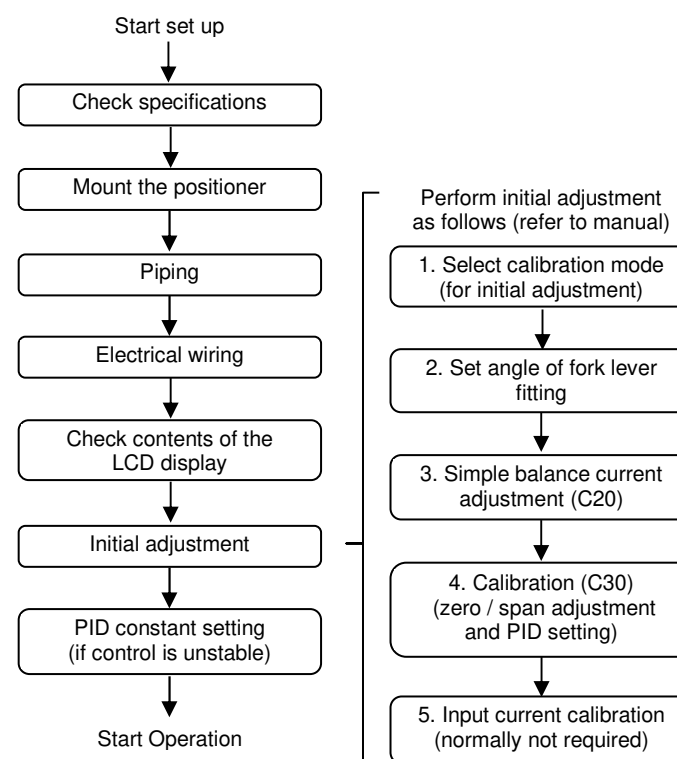 Start set up
Check specifications
Mount the positioner
Piping
Electrical wiring
Check contents of the
LCD display
Initial adjustment
PID constant setting
(if control is unstable)
Start Operation
Perform initial adjustment
as follows (refer to manual)
1. Select calibration mode
(for initial adjustment)
2. Set angle of fork lever
fitting
3. Simple balance current
adjustment (C20)
4. Calibration (C30)
(zero / span adjustment
and PID setting)
5. Input current calibration
(normally not required)